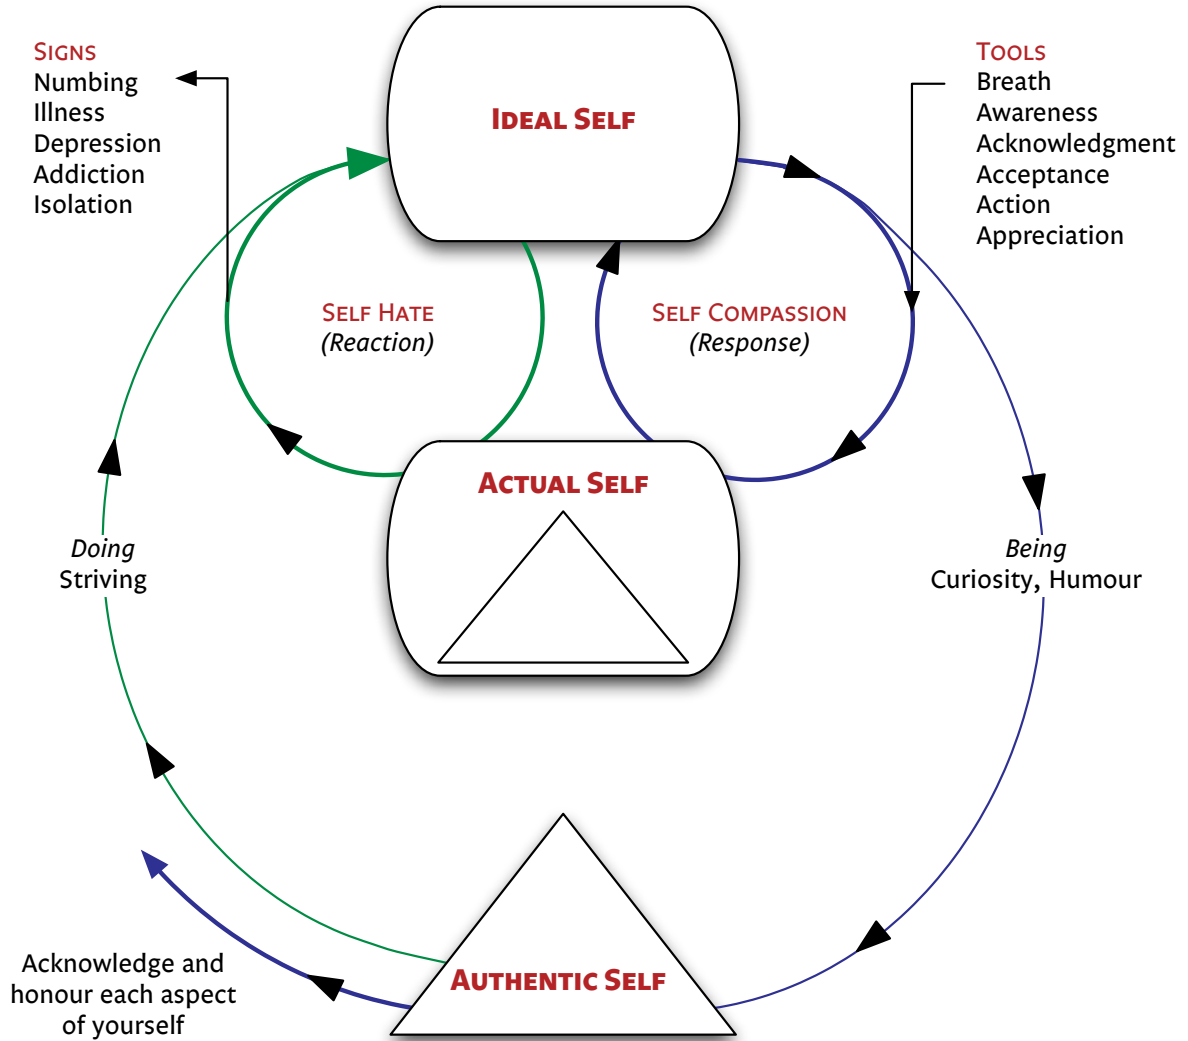 SIGNS
Numbing
Illness
Depression
Addiction
Isolation
IDEAL SELF
TOOLS
Breath
Awareness
Acknowledgment
Acceptance
Action
Appreciation
SELF HATE
(Reaction)
SELF COMPASSION
(Response)
ACTUAL SELF
Doing
Striving
Being
Curiosity, Humour
Acknowledge and
honour each aspect
of yourself
AUTHENTIC SELF